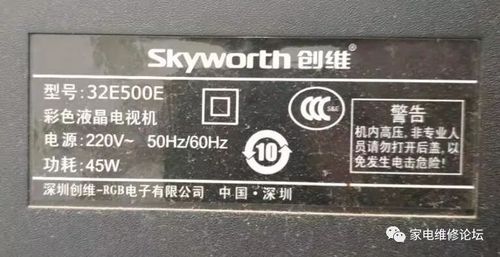 Skyworth 创维®
型号:32E500E
彩色液晶电视机
电源:220V~ 50Hz/60Hz
功耗:45W
深圳创维-RGB电子有限公司 中国·深圳
CCC S&E
10
警告
机内高压,非专业人
员请勿打开后盖,以
免发生电击危险!
家电维修论坛